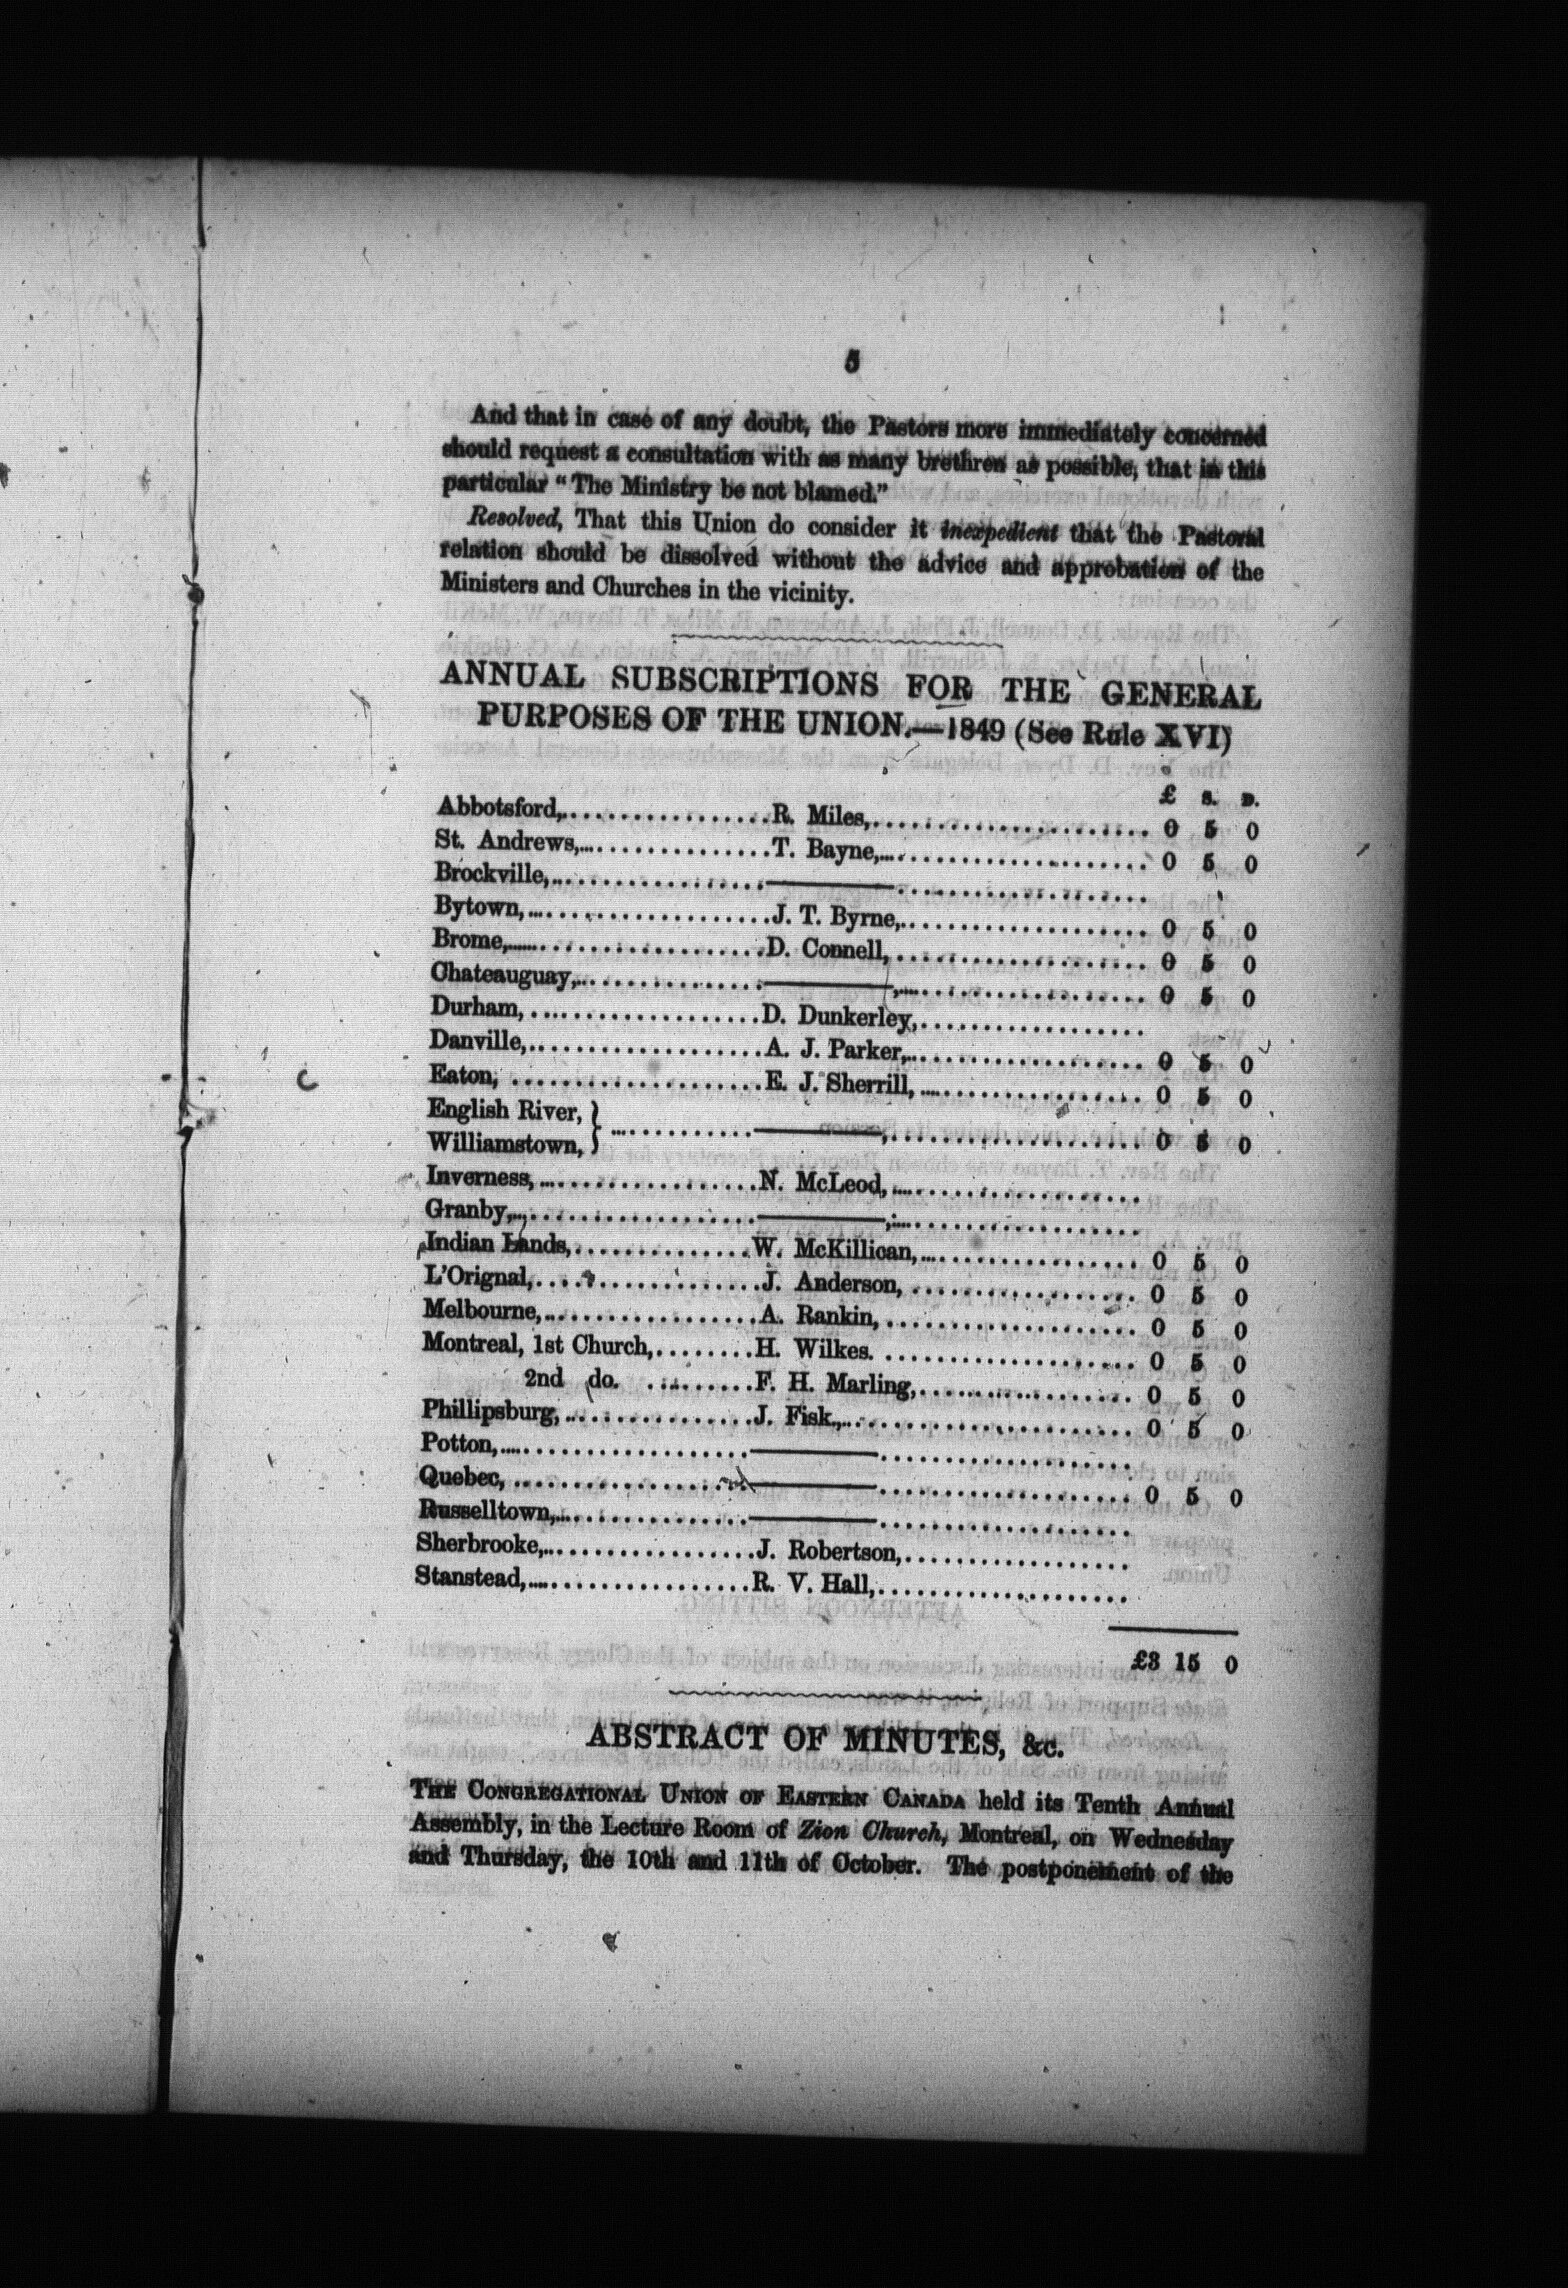 5
And that in case of any doubt, the Pastors more immediately concerned
should request a consultation with as many brethren as possible, that in this
particular "The Ministry be not blamed."
Resolved, That this Union do consider it inexpedient that the Pastoral
relation should be dissolved without the advice and approbation of the
Ministers and Churches in the vicinity.
ANNUAL SUBSCRIPTIONS FOR THE GENERAL
PURPOSES OF THE UNION.—1849 (See Rule XVI)
£ s. D.
Abbotsford,................R. Miles,...................... 0 5 0
St. Andrews,................T. Bayne,...................... 0 5 0
Brockville,................——......................
Bytown,....................J. T. Byrne,.................... 0 5 0
Brome,.....................D. Connell,.................... 0 5 0
Chateauguay,................——,.................... 0 5 0
Durham,....................D. Dunkerley,....................
Danville,...................A. J. Parker,.................... 0 5 0
Eaton, ....................E. J. Sherrill,.................... 0 5 0
English River, }
Williamstown, } ............——,.................... 0 5 0
Inverness,..................N. McLeod,....................
Granby,....................——,....................
Indian Lands,...............W. McKillican,.................... 0 5 0
L'Orignal,..................J. Anderson, .................... 0 5 0
Melbourne,..................A. Rankin,.................... 0 5 0
Montreal, 1st Church,........H. Wilkes. .................... 0 5 0
2nd do. ..........F. H. Marling,.................... 0 5 0
Phillipsburg,................J. Fisk.,.................... 0 5 0
Potton,....................——....................
Quebec, ...................——.................... 0 5 0
Russelltown,................——....................
Sherbrooke,.................J. Robertson,....................
Stanstead,..................R. V. Hall,....................
£3 15 0
ABSTRACT OF MINUTES, &c.
THE CONGREGATIONAL UNION OF EASTERN CANADA held its Tenth Annual
Assembly, in the Lecture Room of Zion Church, Montreal, on Wednesday
and Thursday, the 10th and 11th of October. The postponement of the